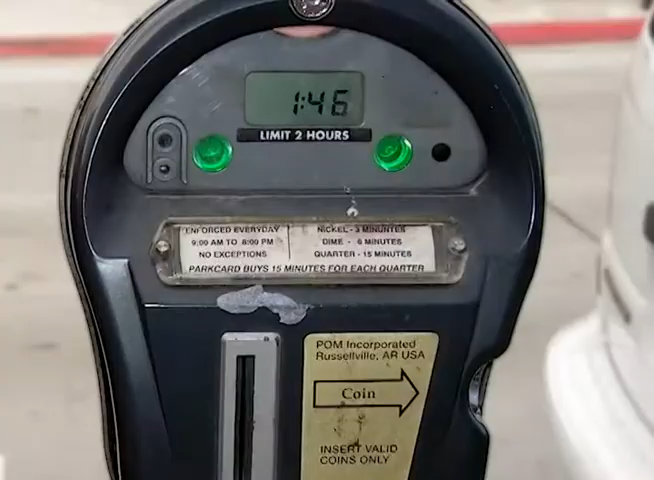 1:46
LIMIT 2 HOURS
ENFORCED EVERYDAY
9:00 AM TO 8:00 PM
NO EXCEPTIONS
NICKEL - 3 MINUNTES
DIME - 6 MINUTES
QUARTER - 15 MINUTES
PARKCARD BUYS 15 MINUTES FOR EACH QUARTER
POM Incorporated
Russellville, AR USA
Coin
INSERT VALID
COINS ONLY